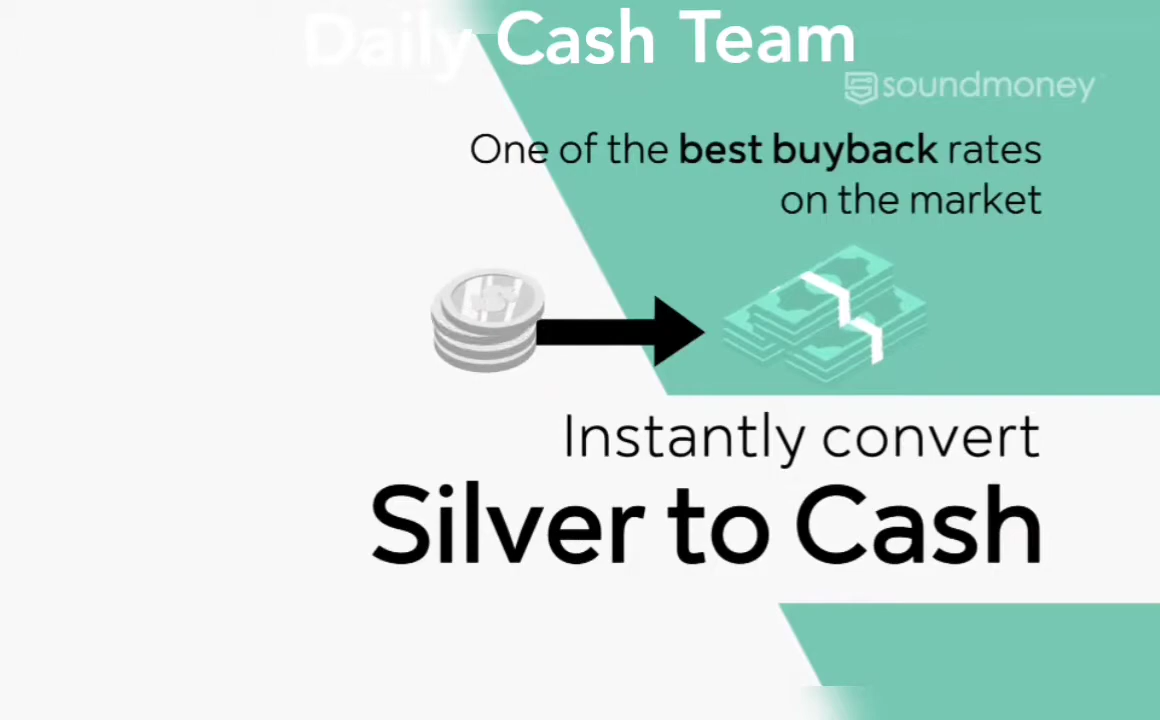 Daily Cash Team
soundmoney
One of the best buyback rates
on the market
Instantly convert
Silver to Cash